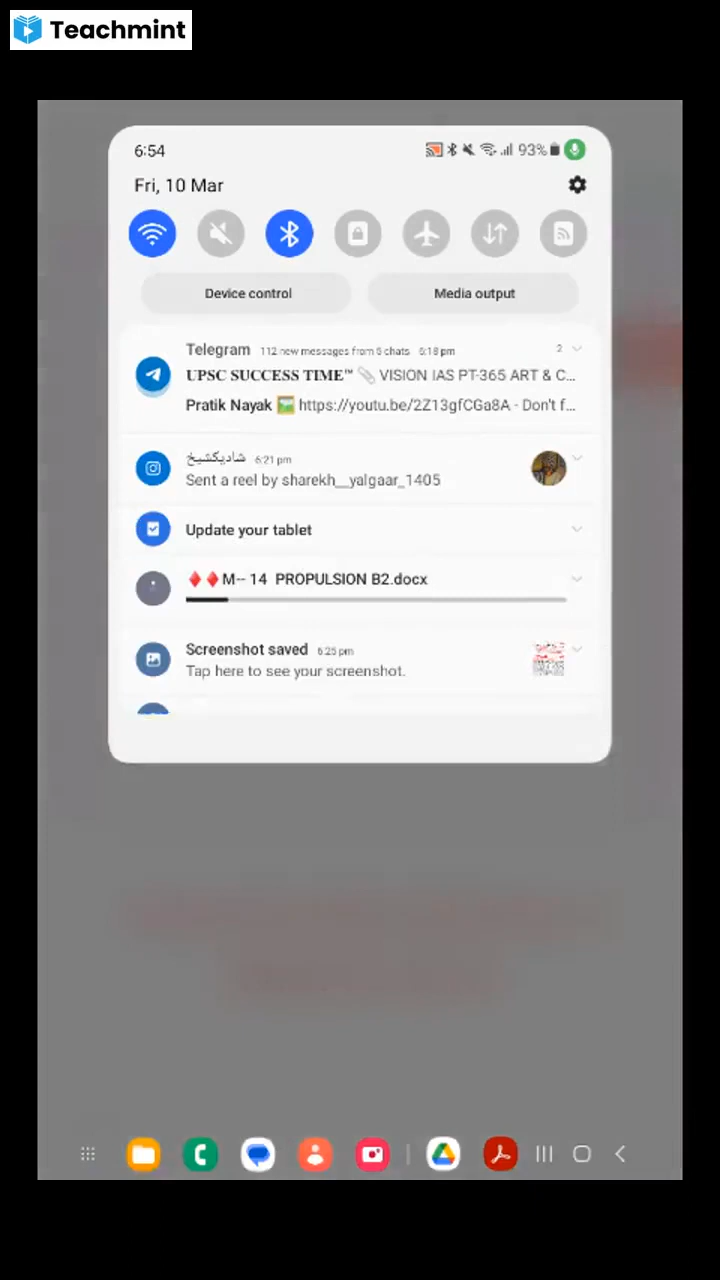 Teachmint
6:54
93%
Fri, 10 Mar
Device control
Media output
Telegram 112 new messages from 5 chats 6:18 pm 2
𝐔𝐏𝐒𝐂 𝐒𝐔𝐂𝐂𝐄𝐒𝐒 𝐓𝐈𝐌𝐄™ 📎 VISION IAS PT-365 ART & C...
Pratik Nayak 🖼️ https://youtu.be/2Z13gfCGa8A - Don't f...
6:21 pm
Sent a reel by sharekh__yalgaar_1405
Update your tablet
♦️♦️M-- 14 PROPULSION B2.docx
Screenshot saved 6:25 pm
Tap here to see your screenshot.